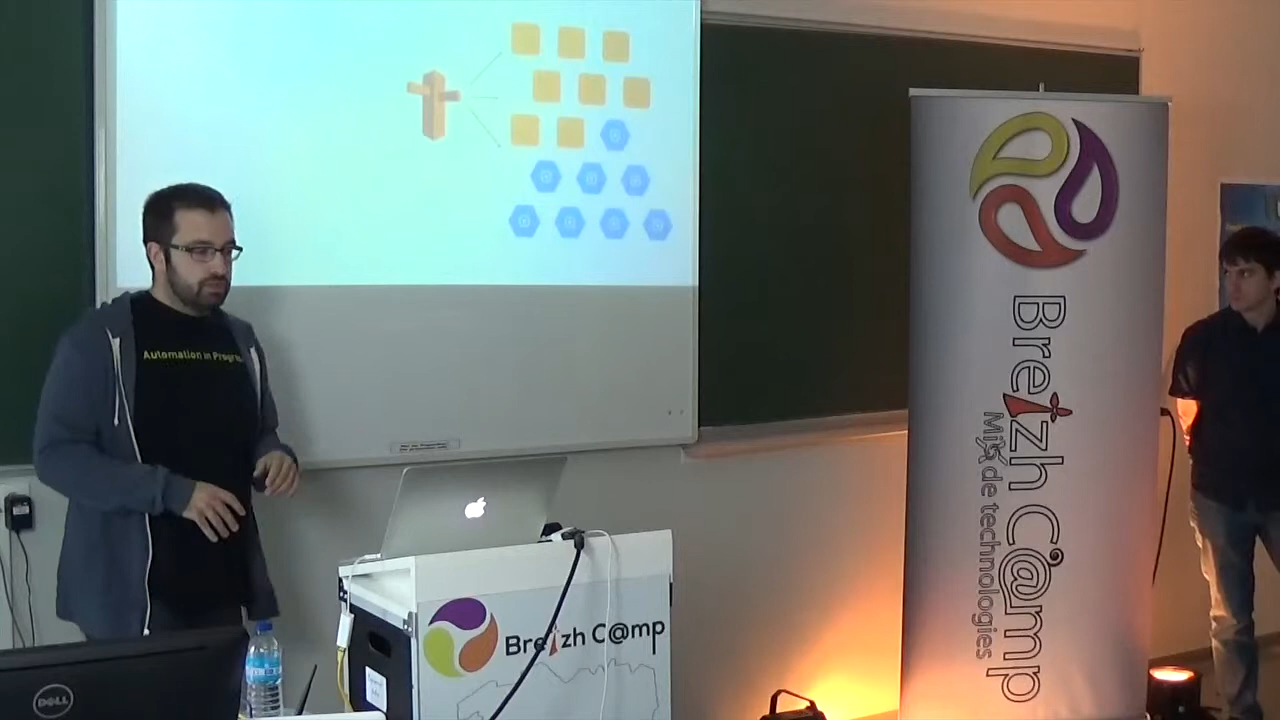 Automation in Progre
Breizh C@mp
Mix de technologies
Breizh C@mp
DELL